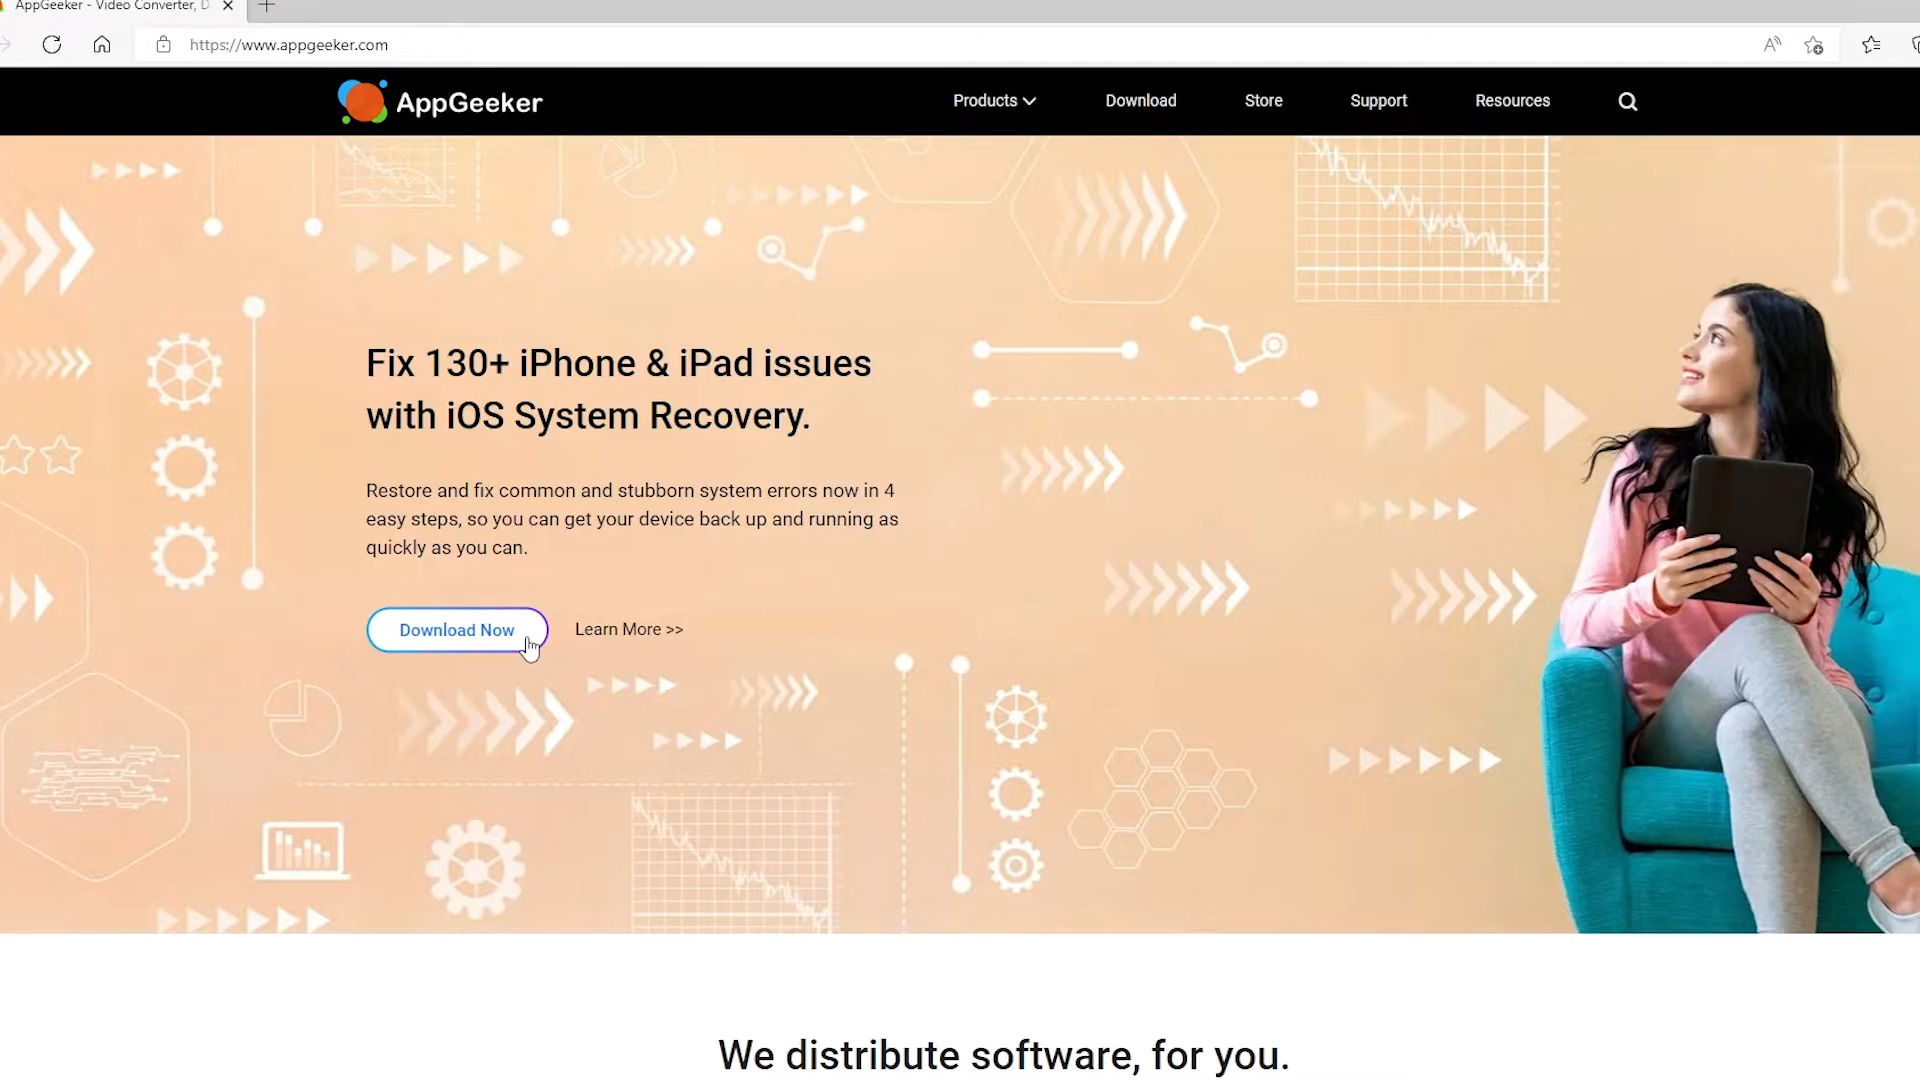 AppGeeker - Video Converter, D
https://www.appgeeker.com
AppGeeker
Products
Download
Store
Support
Resources
Fix 130+ iPhone & iPad issues
with iOS System Recovery.
Restore and fix common and stubborn system errors now in 4
easy steps, so you can get your device back up and running as
quickly as you can.
Download Now
Learn More >>
We distribute software, for you.